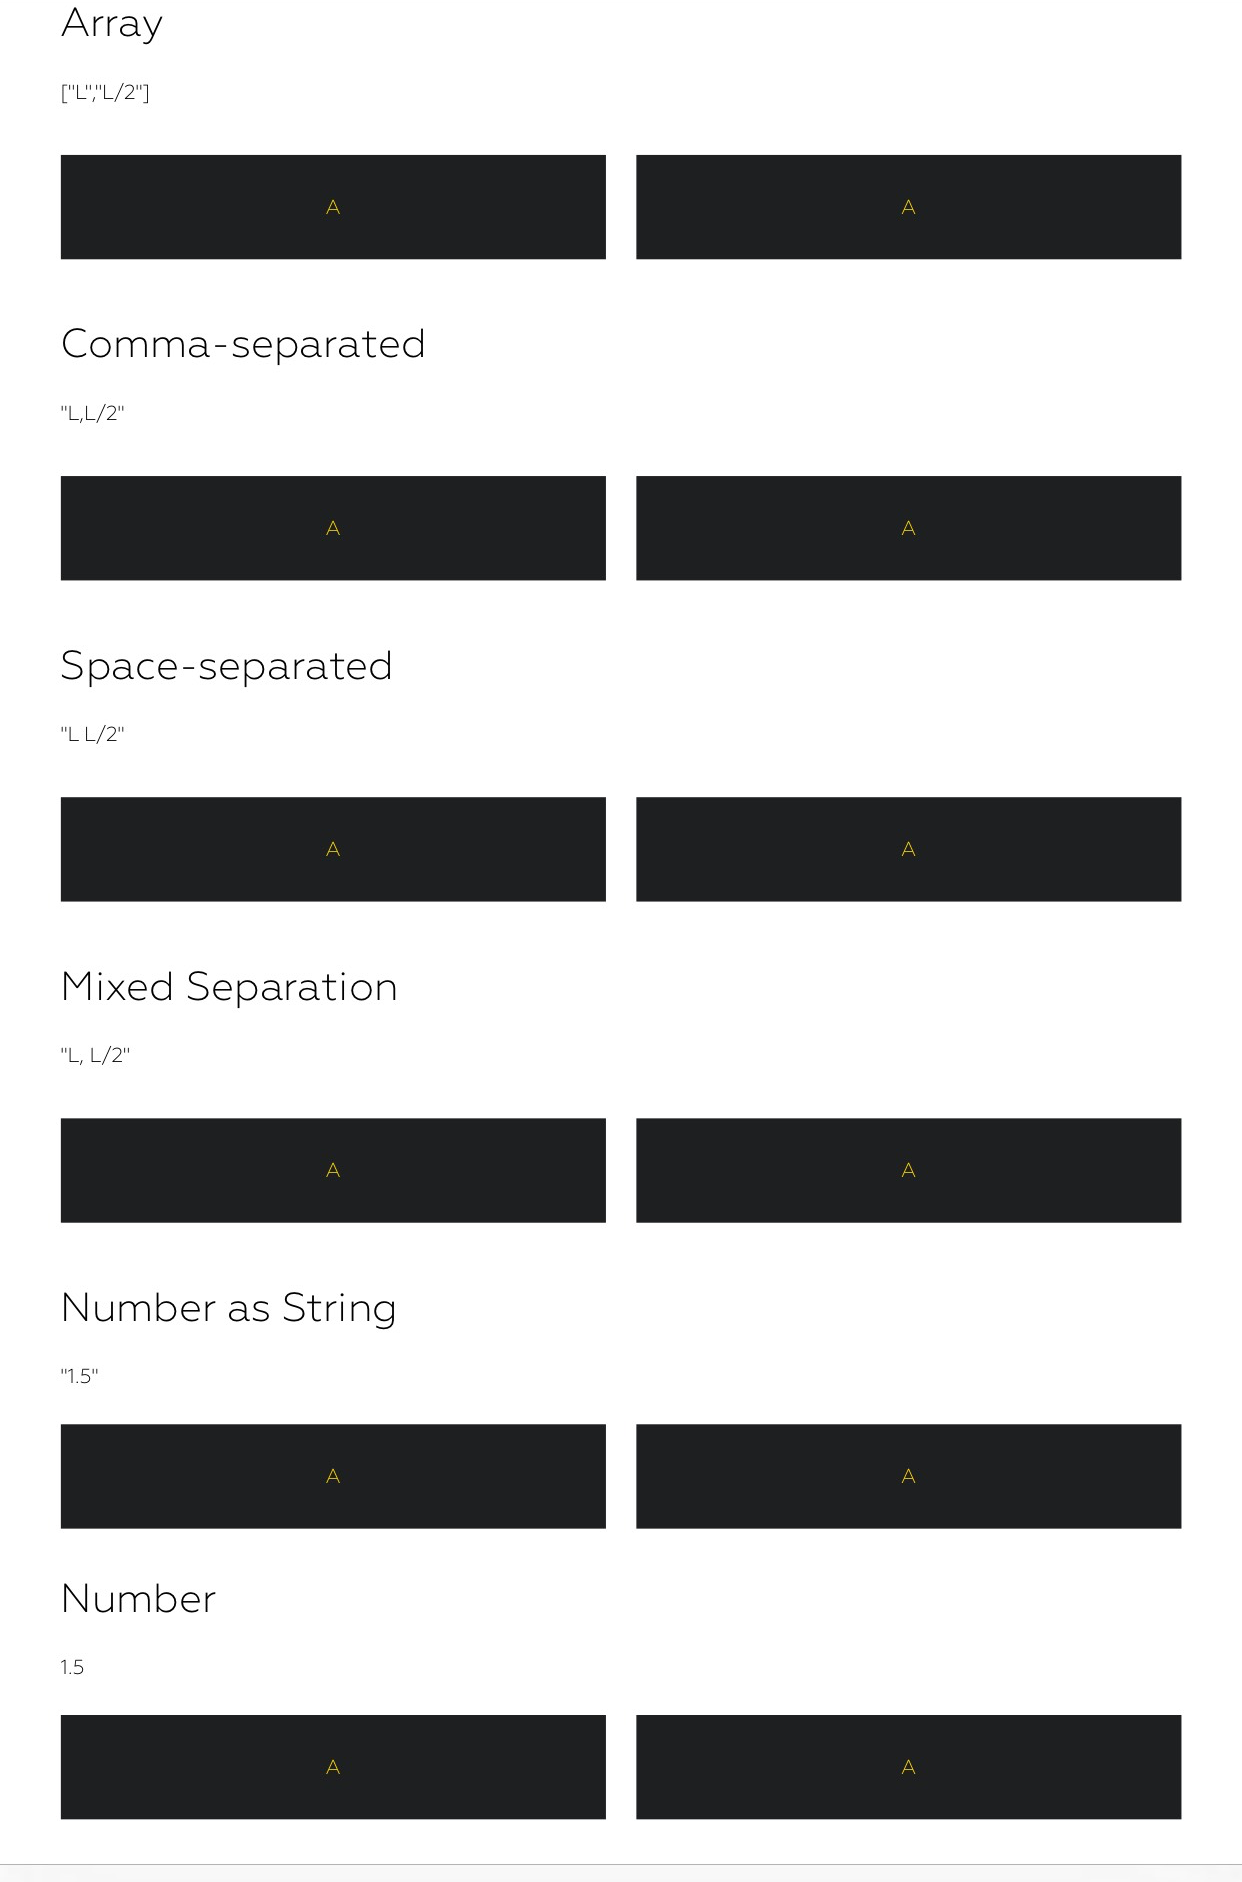 Array
["L","L/2"]
A A
Comma-separated
"L,L/2"
A A
Space-separated
"L L/2"
A A
Mixed Separation
"L, L/2"
A A
Number as String
"1.5"
A A
Number
1.5
A A